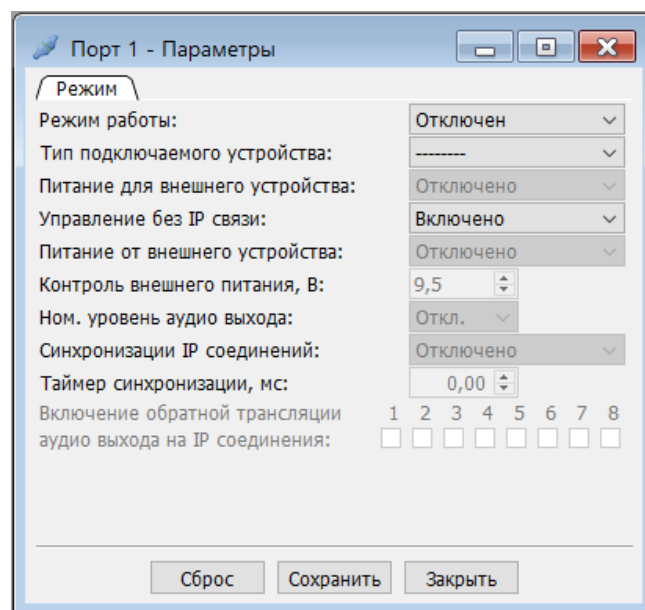 Порт 1 - Параметры
Режим
Режим работы: Отключен
Тип подключаемого устройства: --------
Питание для внешнего устройства: Отключено
Управление без IP связи: Включено
Питание от внешнего устройства: Отключено
Контроль внешнего питания, В: 9,5
Ном. уровень аудио выхода: Откл.
Синхронизации IP соединений: Отключено
Таймер синхронизации, мс: 0,00
Включение обратной трансляции 1 2 3 4 5 6 7 8
аудио выхода на IP соединения:
Сброс Сохранить Закрыть